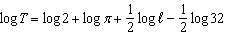 log T = log 2 + log π + 1/2 log ℓ − 1/2 log 32